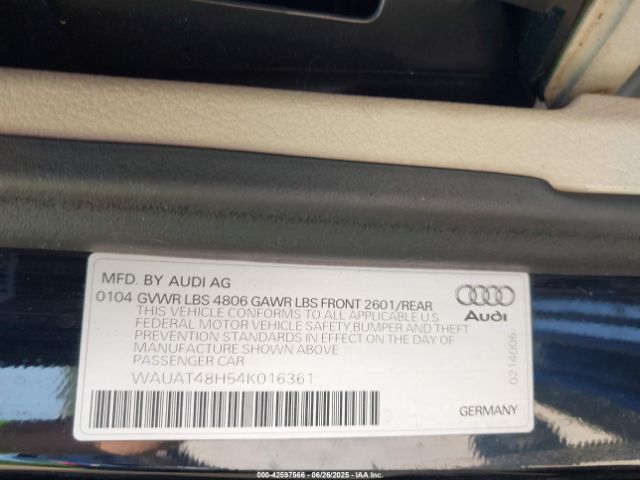 MFD. BY AUDI AG
0104 GVWR LBS 4806 GAWR LBS FRONT 2601/REAR
THIS VEHICLE CONFORMS TO ALL APPLICABLE U.S.
FEDERAL MOTOR VEHICLE SAFETY, BUMPER AND THEFT
PREVENTION STANDARDS IN EFFECT ON THE DAY OF
MANUFACTURE SHOWN ABOVE
PASSENGER CAR
WAUAT48H54K016361
Audi
0214006
GERMANY
000-42597566 | 06/26/2025 | IAAI.COM